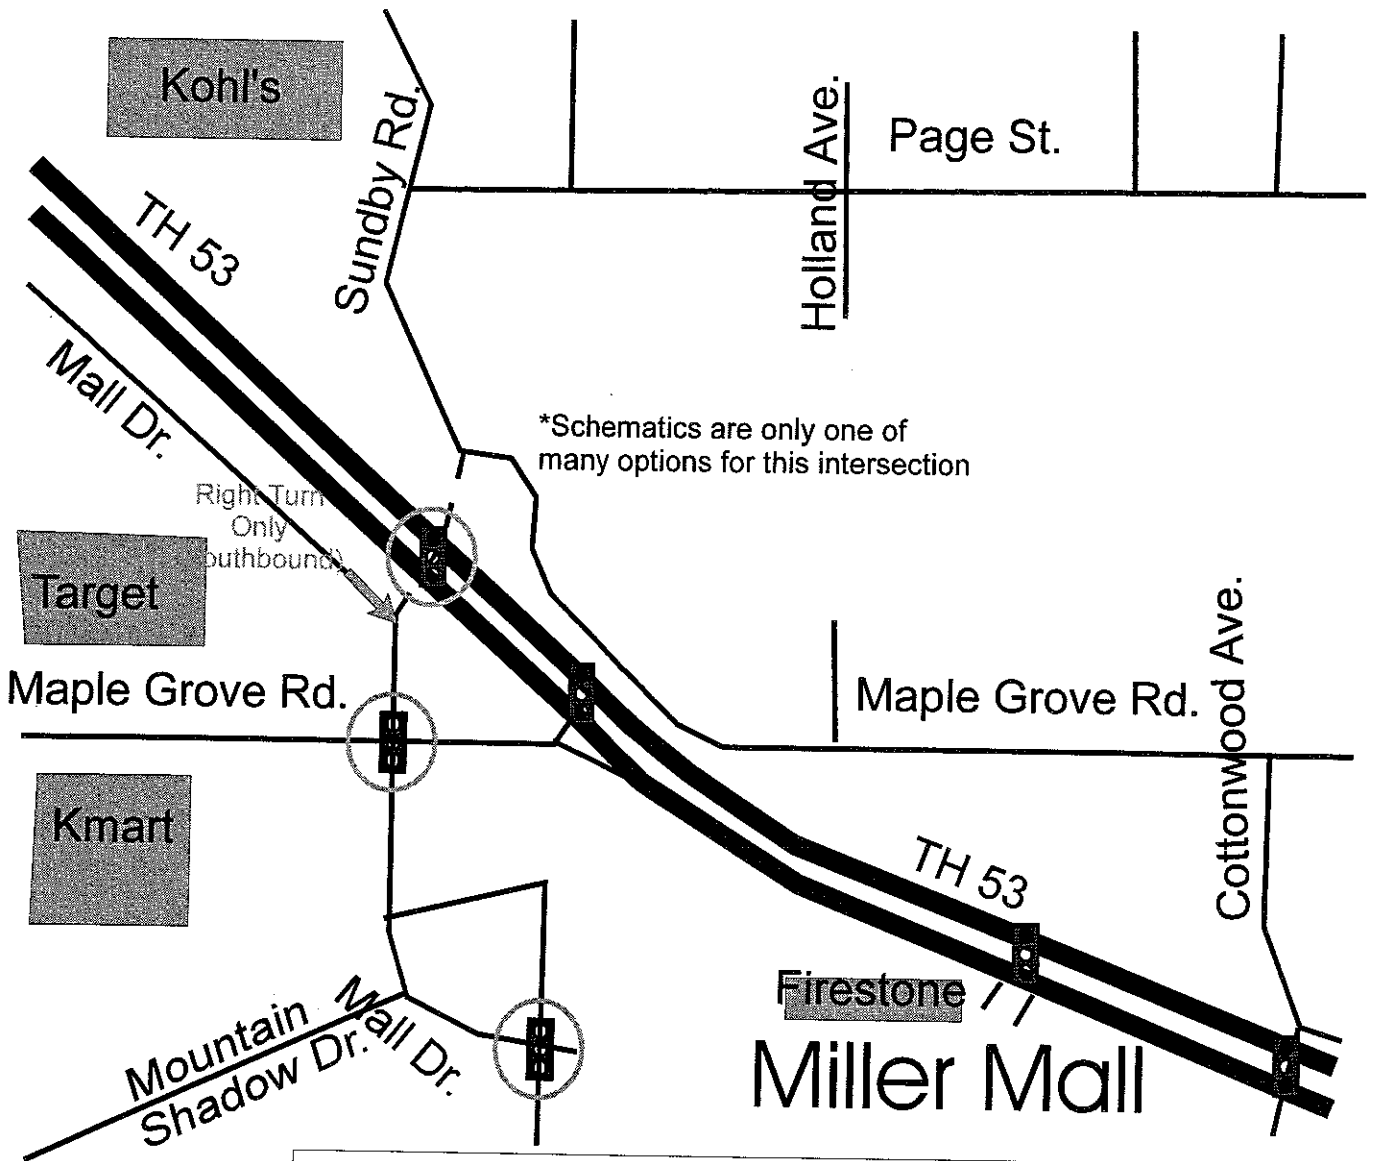 Kohl's
Sundby Rd.
Holland Ave.
Page St.
TH 53
Mall Dr.
*Schematics are only one of
many options for this intersection
Right Turn
Only
outhbound)
Target
Maple Grove Rd.
Maple Grove Rd.
Cottonwood Ave.
Kmart
TH 53
Firestone
Mountain
Shadow Dr.
Mall Dr.
Miller Mall